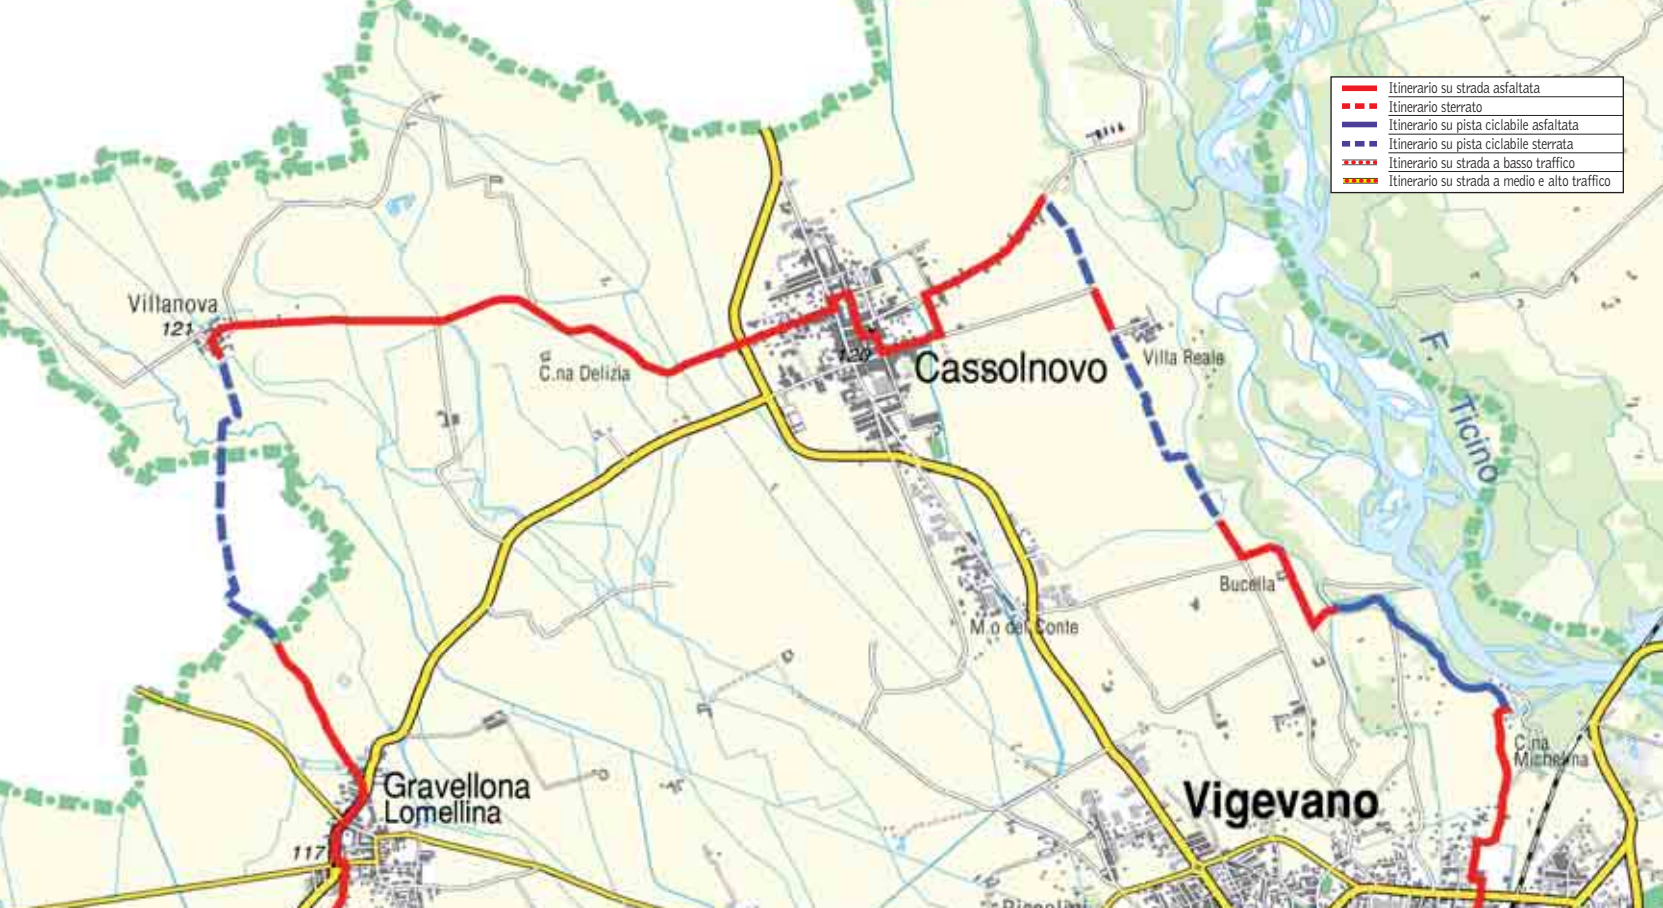 Itinerario su strada asfaltata
Itinerario sterrato
Itinerario su pista ciclabile asfaltata
Itinerario su pista ciclabile sterrata
Itinerario su strada a basso traffico
Itinerario su strada a medio e alto traffico
Villanova
121
C.na Delizia
120
Cassolnovo
Villa Reale
F. Ticino
Bucella
M.o del Conte
C.na
Michelina
Gravellona
Lomellina
117
Vigevano